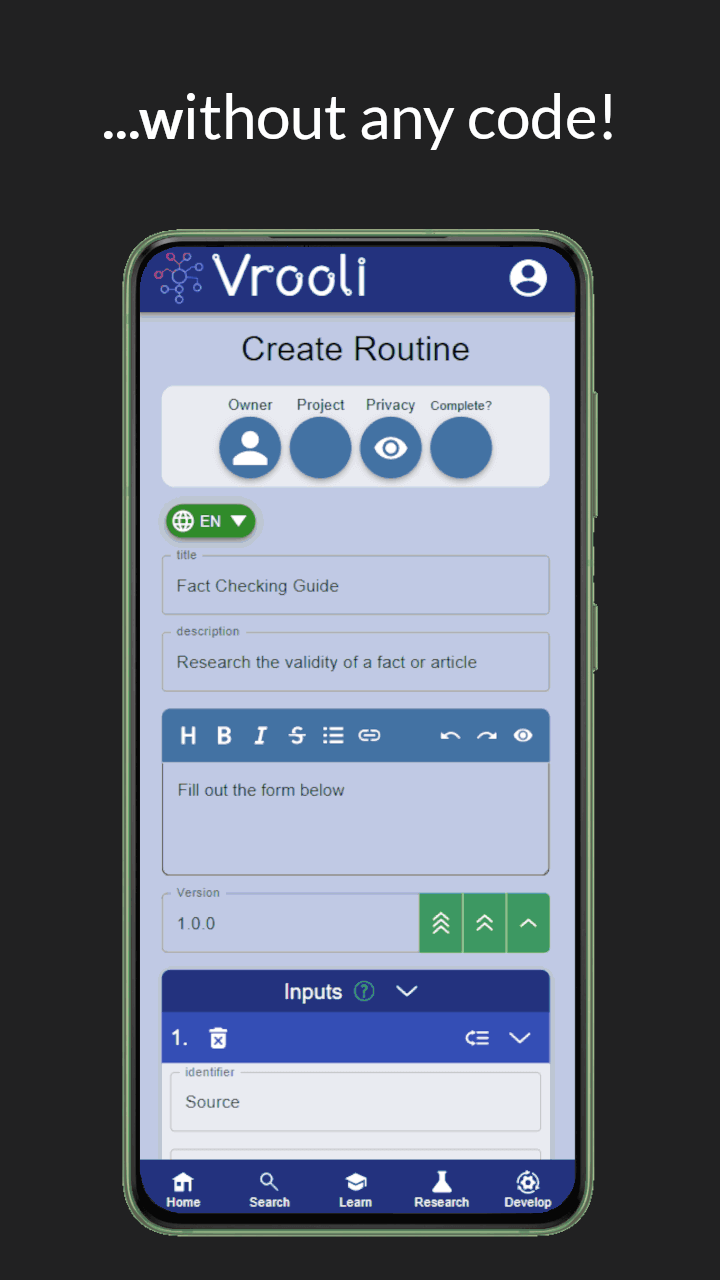 ...without any code!
Vrooli
Create Routine
Owner Project Privacy Complete?
EN
title
Fact Checking Guide
description
Research the validity of a fact or article
H B I S
Fill out the form below
Version
1.0.0
Inputs ?
1.
identifier
Source
Home Search Learn Research Develop